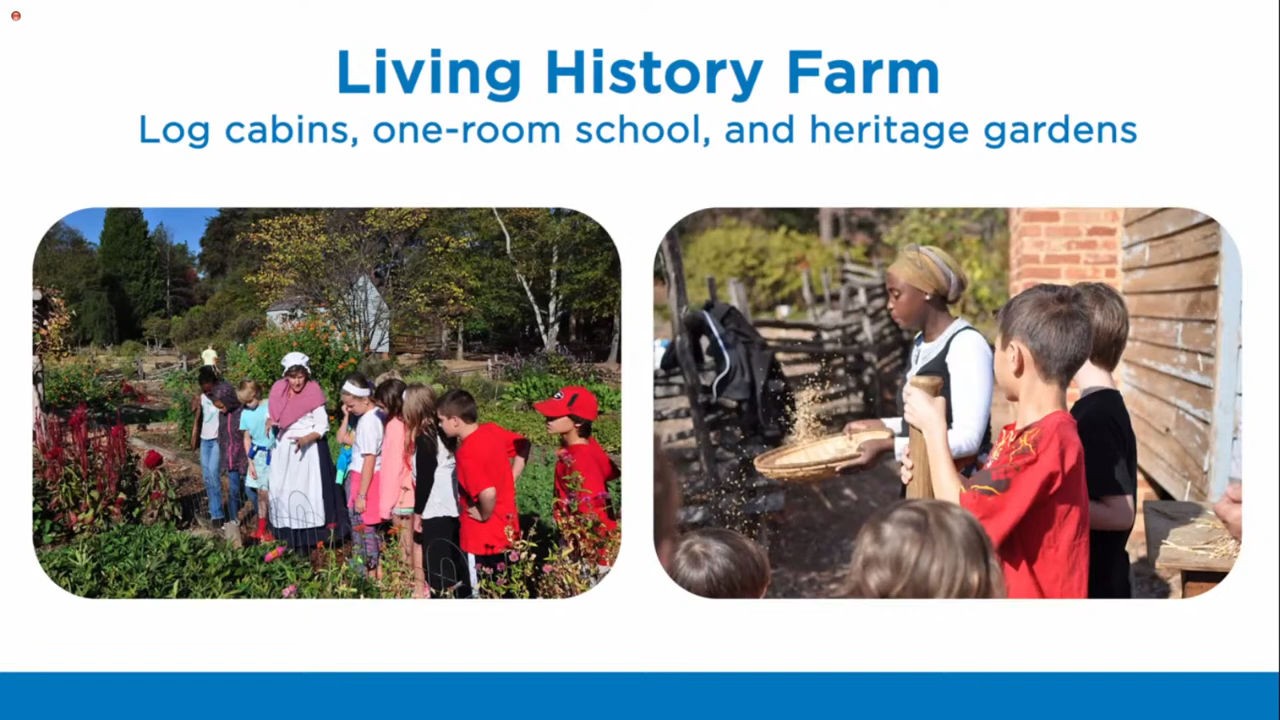 Living History Farm
Log cabins, one-room school, and heritage gardens